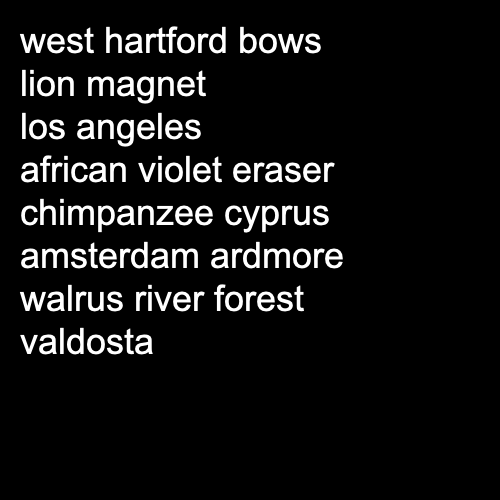 west hartford bows
lion magnet
los angeles
african violet eraser
chimpanzee cyprus
amsterdam ardmore
walrus river forest
valdosta